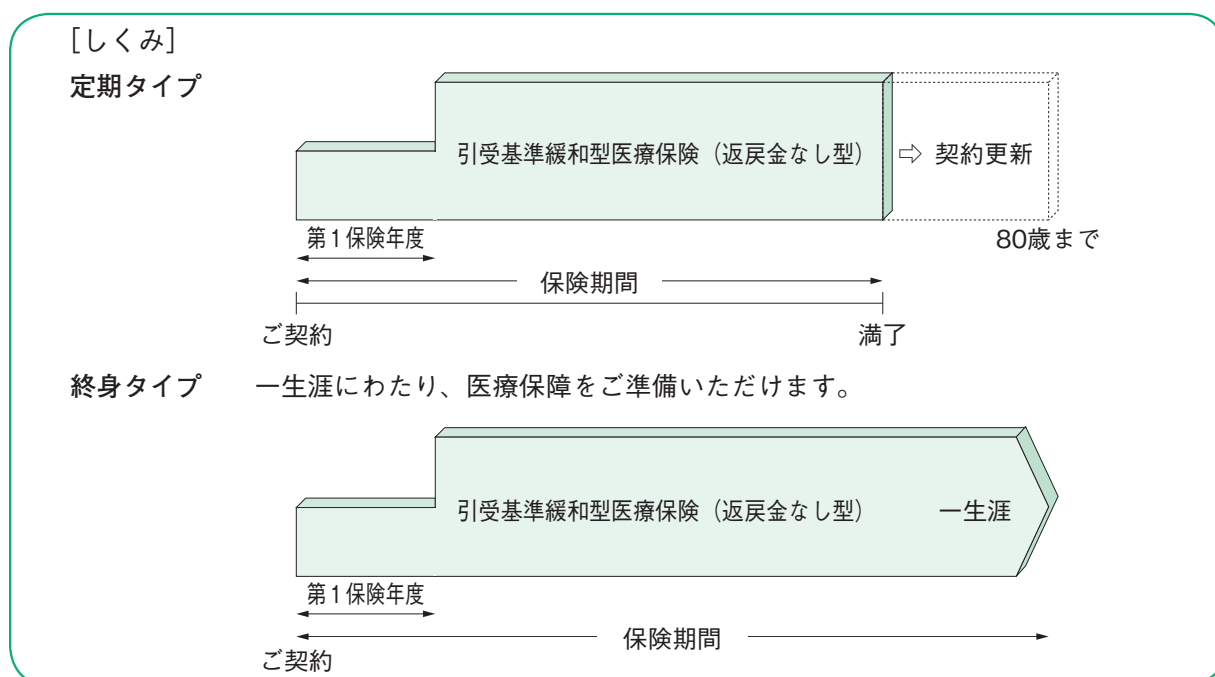 [しくみ]
定期タイプ
引受基準緩和型医療保険（返戻金なし型）
⇨ 契約更新
第1保険年度
80歳まで
保険期間
ご契約
満了
終身タイプ 一生涯にわたり、医療保障をご準備いただけます。
引受基準緩和型医療保険（返戻金なし型） 一生涯
第1保険年度
保険期間
ご契約